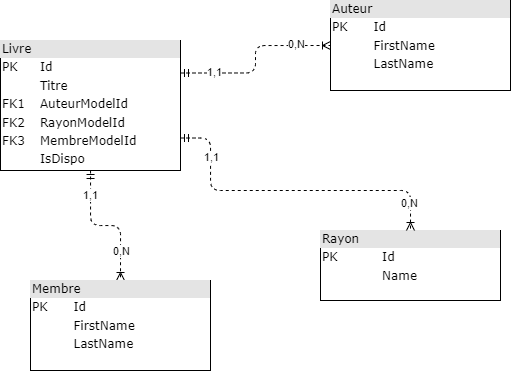 Auteur
PK Id
FirstName
LastName
0,N
1,1
Livre
PK Id
Titre
FK1 AuteurModelId
FK2 RayonModelId
FK3 MembreModelId
IsDispo
1,1
1,1
0,N
0,N
Rayon
PK Id
Name
Membre
PK Id
FirstName
LastName